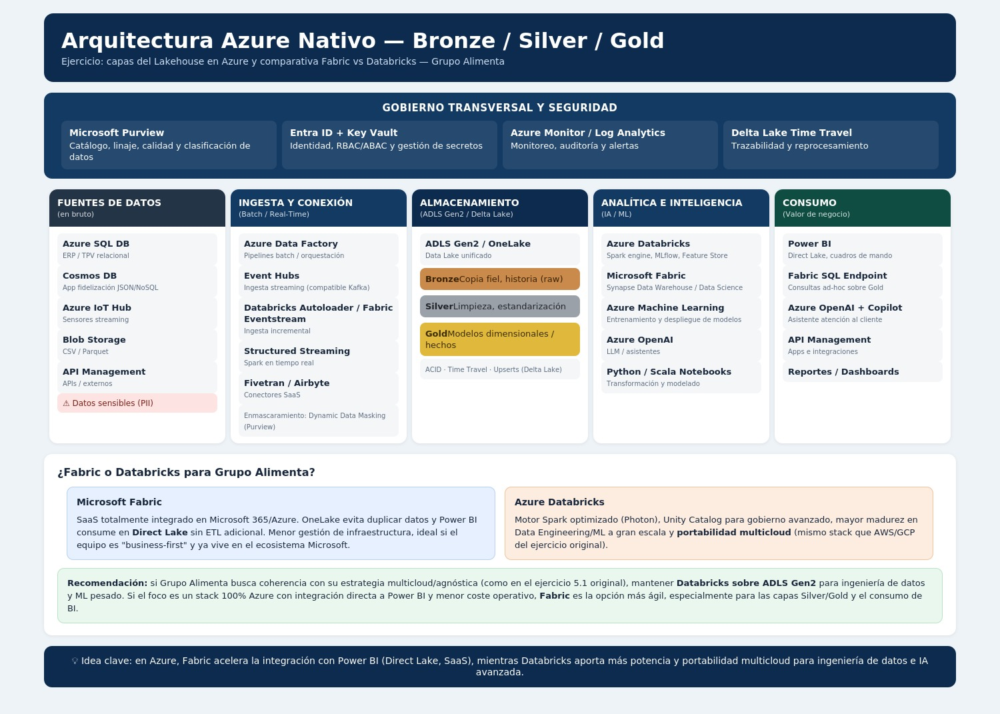 Arquitectura Azure Nativo — Bronze / Silver / Gold
Ejercicio: capas del Lakehouse en Azure y comparativa Fabric vs Databricks — Grupo Alimenta
GOBIERNO TRANSVERSAL Y SEGURIDAD
Microsoft Purview
Catálogo, linaje, calidad y clasificación de
datos
Entra ID + Key Vault
Identidad, RBAC/ABAC y gestión de secretos
Azure Monitor / Log Analytics
Monitoreo, auditoría y alertas
Delta Lake Time Travel
Trazabilidad y reprocesamiento
FUENTES DE DATOS
(en bruto)
Azure SQL DB
ERP / TPV relacional
Cosmos DB
App fidelización JSON/NoSQL
Azure IoT Hub
Sensores streaming
Blob Storage
CSV / Parquet
API Management
APIs / externos
⚠ Datos sensibles (PII)
INGESTA Y CONEXIÓN
(Batch / Real-Time)
Azure Data Factory
Pipelines batch / orquestación
Event Hubs
Ingesta streaming (compatible Kafka)
Databricks Autoloader / Fabric
Eventstream
Ingesta incremental
Structured Streaming
Spark en tiempo real
Fivetran / Airbyte
Conectores SaaS
Enmascaramiento: Dynamic Data Masking
(Purview)
ALMACENAMIENTO
(ADLS Gen2 / Delta Lake)
ADLS Gen2 / OneLake
Data Lake unificado
BronzeCopia fiel, historia (raw)
SilverLimpieza, estandarización
GoldModelos dimensionales /
hechos
ACID · Time Travel · Upserts (Delta Lake)
ANALÍTICA E INTELIGENCIA
(IA / ML)
Azure Databricks
Spark engine, MLflow, Feature Store
Microsoft Fabric
Synapse Data Warehouse / Data Science
Azure Machine Learning
Entrenamiento y despliegue de modelos
Azure OpenAI
LLM / asistentes
Python / Scala Notebooks
Transformación y modelado
CONSUMO
(Valor de negocio)
Power BI
Direct Lake, cuadros de mando
Fabric SQL Endpoint
Consultas ad-hoc sobre Gold
Azure OpenAI + Copilot
Asistente atención al cliente
API Management
Apps e integraciones
Reportes / Dashboards
¿Fabric o Databricks para Grupo Alimenta?
Microsoft Fabric
SaaS totalmente integrado en Microsoft 365/Azure. OneLake evita duplicar datos y Power BI
consume en Direct Lake sin ETL adicional. Menor gestión de infraestructura, ideal si el
equipo es "business-first" y ya vive en el ecosistema Microsoft.
Azure Databricks
Motor Spark optimizado (Photon), Unity Catalog para gobierno avanzado, mayor madurez en
Data Engineering/ML a gran escala y portabilidad multicloud (mismo stack que AWS/GCP
del ejercicio original).
Recomendación: si Grupo Alimenta busca coherencia con su estrategia multicloud/agnóstica (como en el ejercicio 5.1 original), mantener Databricks sobre ADLS Gen2 para ingeniería de datos
y ML pesado. Si el foco es un stack 100% Azure con integración directa a Power BI y menor coste operativo, Fabric es la opción más ágil, especialmente para las capas Silver/Gold y el consumo de
BI.
💡 Idea clave: en Azure, Fabric acelera la integración con Power BI (Direct Lake, SaaS), mientras Databricks aporta más potencia y portabilidad multicloud para ingeniería de datos e IA
avanzada.